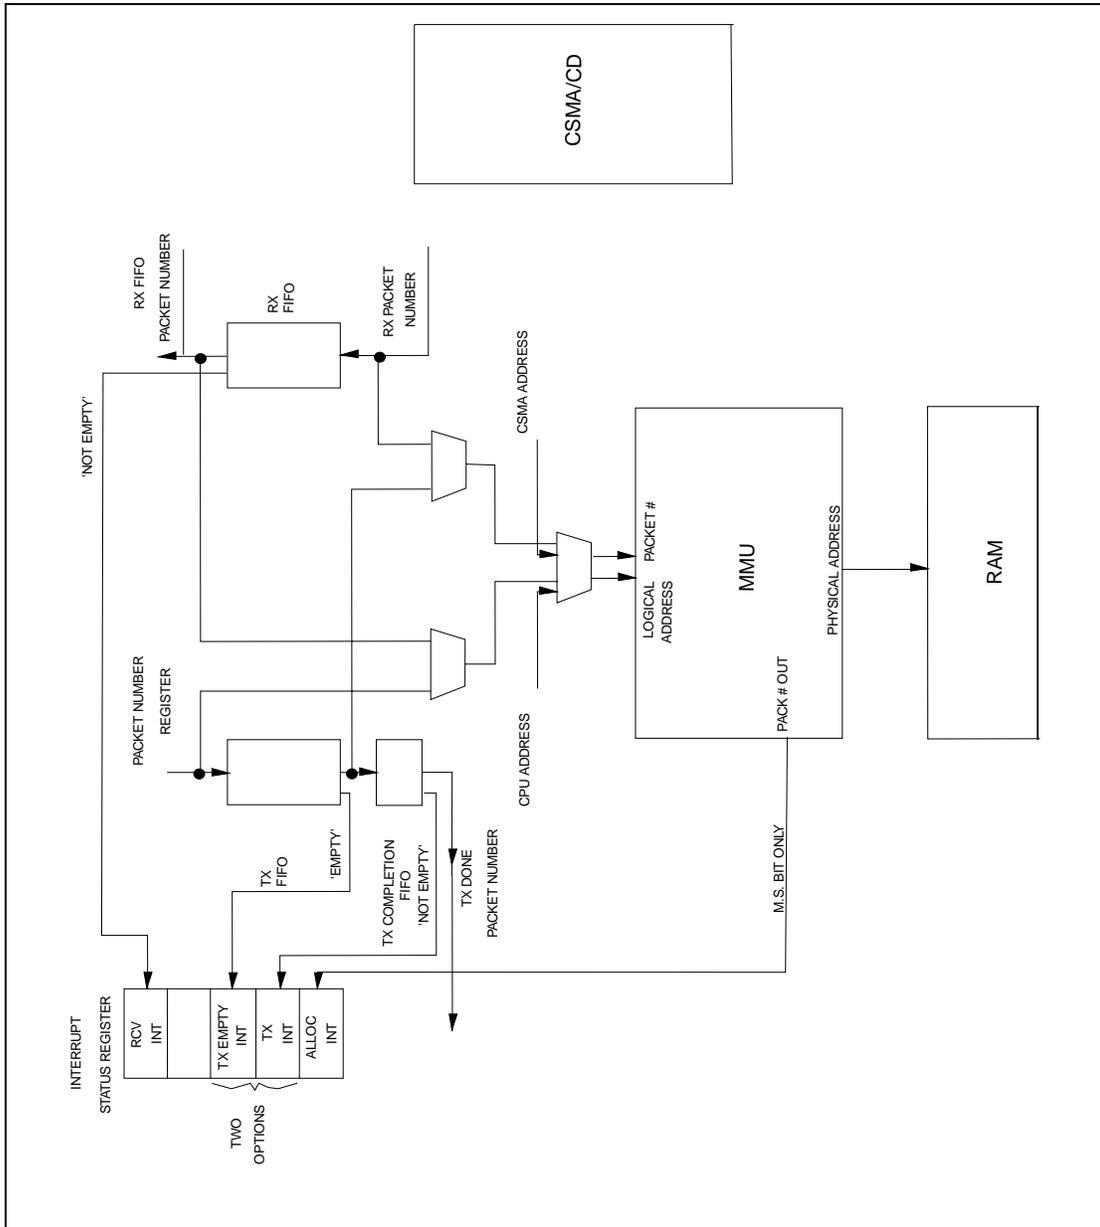 INTERRUPT
STATUS REGISTER
RCV
INT
TX EMPTY
INT
TX
INT
ALLOC
INT
TWO
OPTIONS
'NOT EMPTY'
PACKET NUMBER
REGISTER
TX
FIFO
'EMPTY'
TX COMPLETION
FIFO
'NOT EMPTY'
TX DONE
PACKET NUMBER
RX FIFO
PACKET NUMBER
RX
FIFO
RX PACKET
NUMBER
CPU ADDRESS
CSMA ADDRESS
M.S. BIT ONLY
LOGICAL
ADDRESS
PACKET #
MMU
PACK # OUT
PHYSICAL ADDRESS
RAM
CSMA/CD